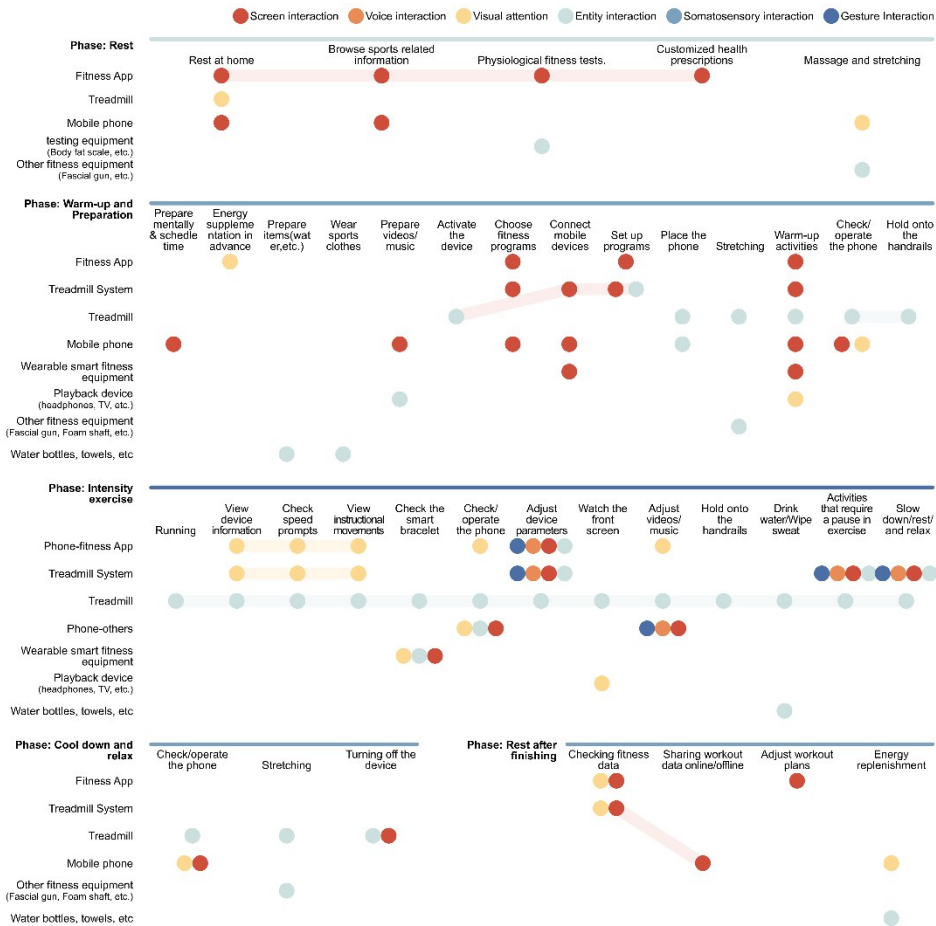 Screen interaction
Voice interaction
Visual attention
Entity interaction
Somatosensory interaction
Gesture Interaction
Phase: Rest
Rest at home
Browse sports related
information
Physiological fitness tests.
Customized health
prescriptions
Massage and stretching
Fitness App
Treadmill
Mobile phone
testing equipment
(Body fat scale, etc.)
Other fitness equipment
(Fascial gun, etc.)
Phase: Warm-up and
Preparation
Prepare
mentally
& schedle
time
Energy
suppleme
ntation in
advance
Prepare
items(wat
er,etc.)
Wear
sports
clothes
Prepare
videos/
music
Activate
the
device
Choose
fitness
programs
Connect
mobile
devices
Set up
programs
Place the
phone
Stretching
Warm-up
activities
Check/
operate
the phone
Hold onto
the
handrails
Fitness App
Treadmill System
Treadmill
Mobile phone
Wearable smart fitness
equipment
Playback device
(headphones, TV, etc.)
Other fitness equipment
(Fascial gun, Foam shaft, etc.)
Water bottles, towels, etc
Phase: Intensity
exercise
Running
View
device
information
Check
speed
prompts
View
instructional
movements
Check the
smart
bracelet
Check/
operate
the phone
Adjust
device
parameters
Watch the
front
screen
Adjust
videos/
music
Hold onto
the
handrails
Drink
water/Wipe
sweat
Activities
that require
a pause in
exercise
Slow
down/rest/
and relax
Phone-fitness App
Treadmill System
Treadmill
Phone-others
Wearable smart fitness
equipment
Playback device
(headphones, TV, etc.)
Water bottles, towels, etc
Phase: Cool down and
relax
Check/operate
the phone
Stretching
Turning off the
device
Phase: Rest after
finishing
Checking fitness
data
Sharing workout
data online/offline
Adjust workout
plans
Energy
replenishment
Fitness App
Treadmill System
Treadmill
Mobile phone
Other fitness equipment
(Fascial gun, Foam shaft, etc.)
Water bottles, towels, etc